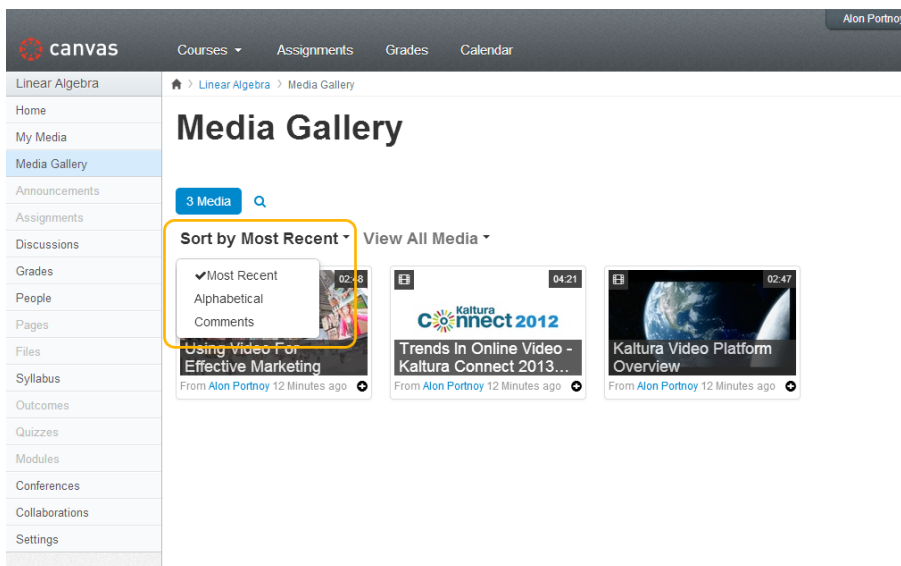 Alon Portnoy
canvas
Courses
Assignments
Grades
Calendar
Linear Algebra
Home
My Media
Media Gallery
Announcements
Assignments
Discussions
Grades
People
Pages
Files
Syllabus
Outcomes
Quizzes
Modules
Conferences
Collaborations
Settings
Linear Algebra > Media Gallery
Media Gallery
3 Media
Sort by Most Recent
View All Media
✔Most Recent
Alphabetical
Comments
02:48
Using Video For
Effective Marketing
From Alon Portnoy 12 Minutes ago
04:21
Kaltura
Connect 2012
Trends In Online Video -
Kaltura Connect 2013...
From Alon Portnoy 12 Minutes ago
02:47
Kaltura Video Platform
Overview
From Alon Portnoy 12 Minutes ago